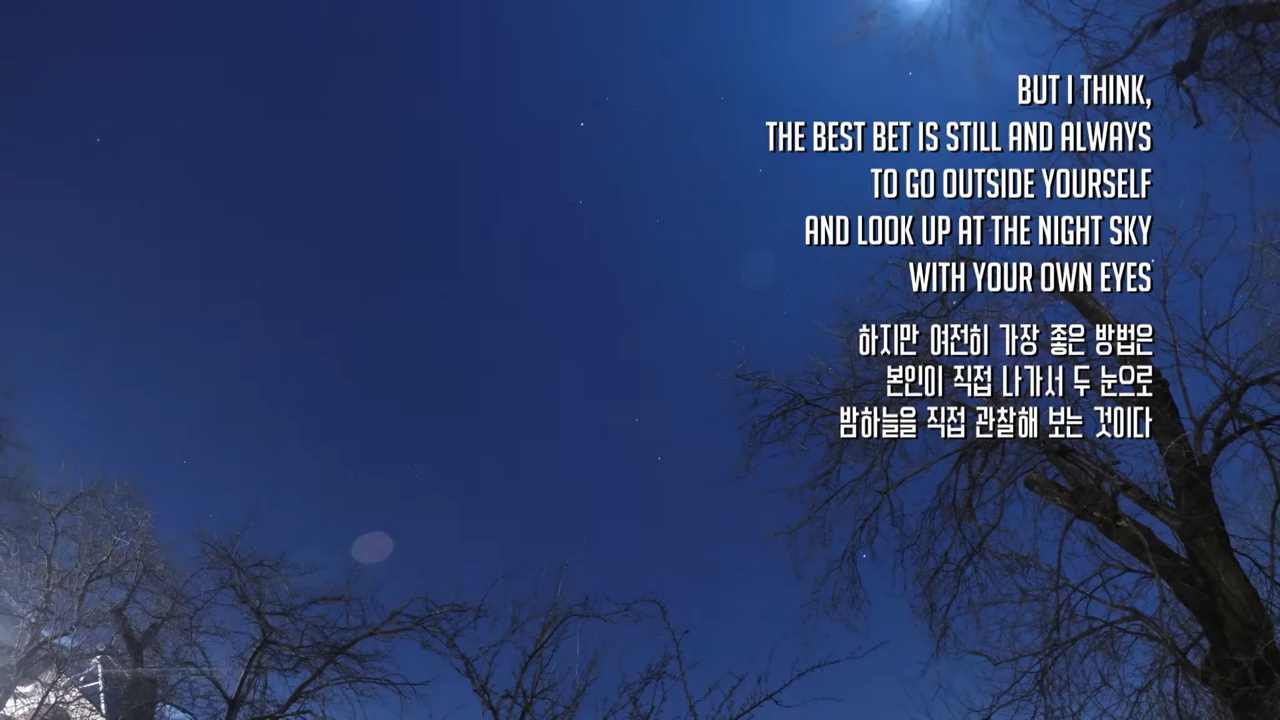 BUT I THINK,
THE BEST BET IS STILL AND ALWAYS
TO GO OUTSIDE YOURSELF
AND LOOK UP AT THE NIGHT SKY
WITH YOUR OWN EYES
하지만 여전히 가장 좋은 방법은
본인이 직접 나가서 두 눈으로
밤하늘을 직접 관찰해 보는 것이다